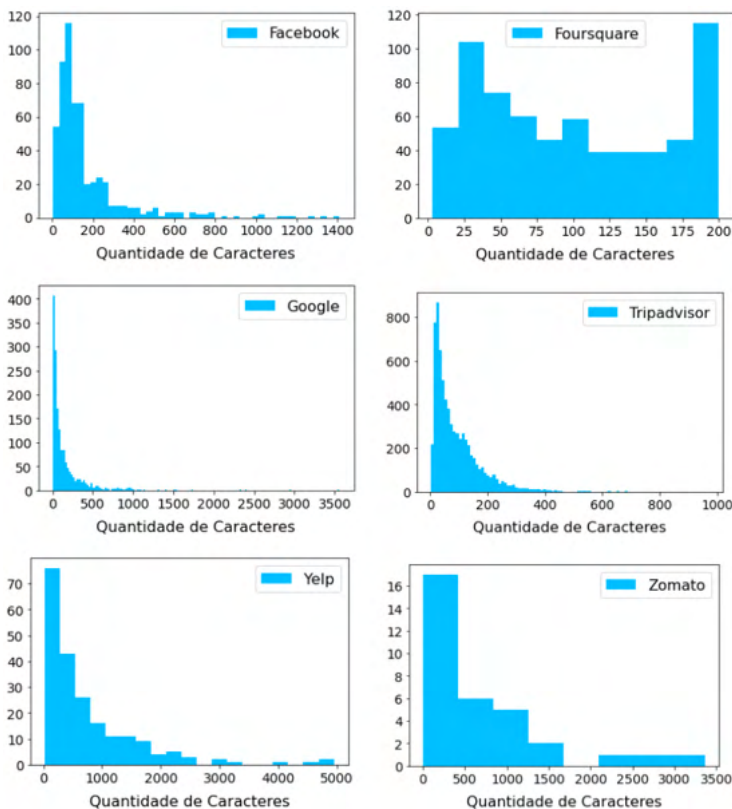 Facebook
120
100
80
60
40
20
0
0 200 400 600 800 1000 1200 1400
Quantidade de Caracteres
Foursquare
120
100
80
60
40
20
0
0 25 50 75 100 125 150 175 200
Quantidade de Caracteres
Google
400
350
300
250
200
150
100
50
0
0 500 1000 1500 2000 2500 3000 3500
Quantidade de Caracteres
Tripadvisor
800
600
400
200
0
0 200 400 600 800 1000
Quantidade de Caracteres
Yelp
70
60
50
40
30
20
10
0
0 1000 2000 3000 4000 5000
Quantidade de Caracteres
Zomato
16
14
12
10
8
6
4
2
0
0 500 1000 1500 2000 2500 3000 3500
Quantidade de Caracteres